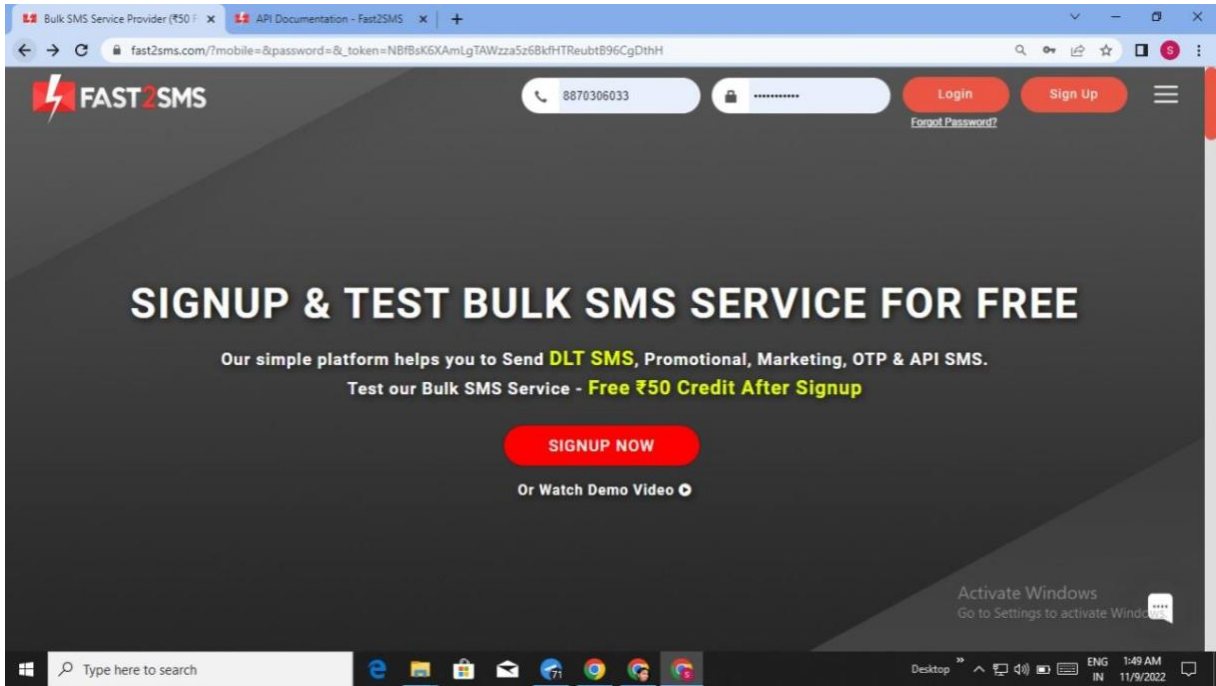 Bulk SMS Service Provider (₹50 F
API Documentation - Fast2SMS
fast2sms.com/?mobile=&password=&_token=NBfBsK6XAmLgTAWzza5z6BkfHTReubtB96CgDthH
S
FAST2SMS
8870306033
Login
Sign Up
Forgot Password?
SIGNUP & TEST BULK SMS SERVICE FOR FREE
Our simple platform helps you to Send DLT SMS, Promotional, Marketing, OTP & API SMS.
Test our Bulk SMS Service - Free ₹50 Credit After Signup
SIGNUP NOW
Or Watch Demo Video
Activate Windows
Go to Settings to activate Windows.
Type here to search
71
Desktop
ENG
IN
1:49 AM
11/9/2022